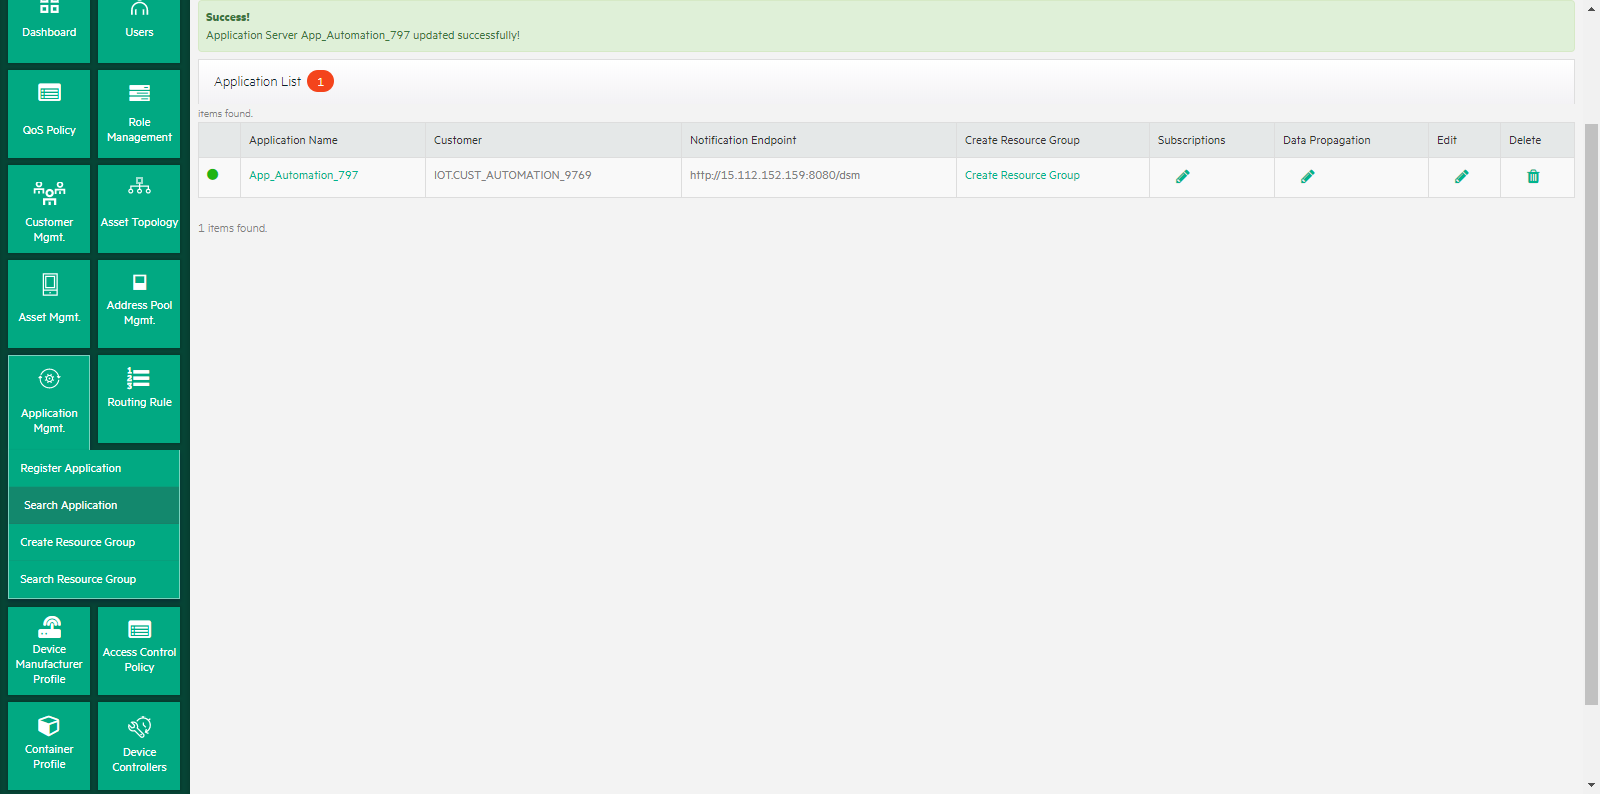 Dashboard
Users
QoS Policy
Role
Management
Customer
Mgmt.
Asset Topology
Asset Mgmt.
Address Pool
Mgmt.
Application
Mgmt.
1
2
3
Routing Rule
Register Application
Search Application
Create Resource Group
Search Resource Group
Device
Manufacturer
Profile
Access Control
Policy
Container
Profile
Device
Controllers
Success!
Application Server App_Automation_797 updated successfully!
Application List 1
items found.
Application Name Customer Notification Endpoint Create Resource Group Subscriptions Data Propagation Edit Delete
App_Automation_797 IOT.CUST_AUTOMATION_9769 http://15.112.152.159:8080/dsm Create Resource Group
1 items found.